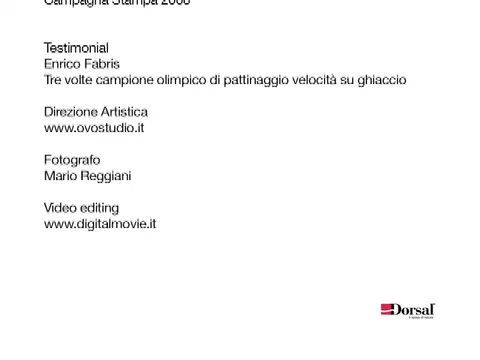 Campagna Stampa 2006
Testimonial
Enrico Fabris
Tre volte campione olimpico di pattinaggio velocità su ghiaccio
Direzione Artistica
www.ovostudio.it
Fotografo
Mario Reggiani
Video editing
www.digitalmovie.it
Dorsal